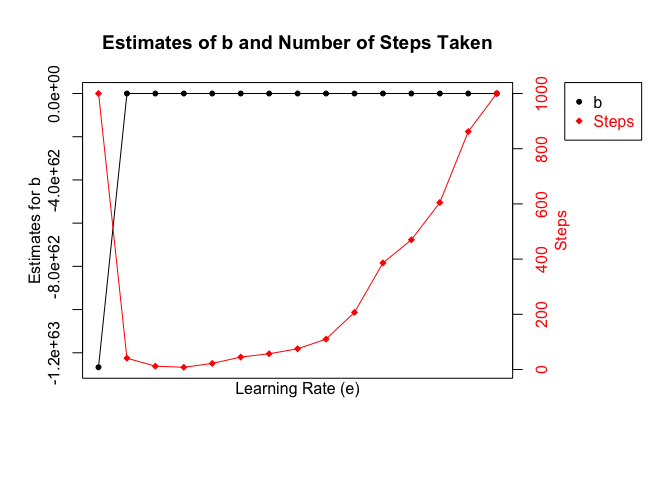 Estimates of b and Number of Steps Taken
Estimates for b
0.0e+00
-4.0e+62
-8.0e+62
-1.2e+63
Learning Rate (e)
1000
800
600
400
200
0
Steps
b
Steps